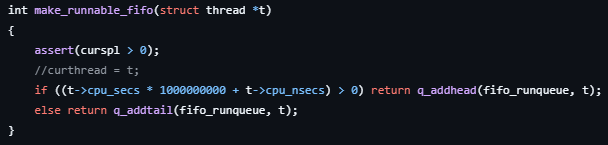 int make_runnable_fifo(struct thread *t)
{
    assert(curspl > 0);
    //curthread = t;
    if ((t->cpu_secs * 1000000000 + t->cpu_nsecs) > 0) return q_addhead(fifo_runqueue, t);
    else return q_addtail(fifo_runqueue, t);
}